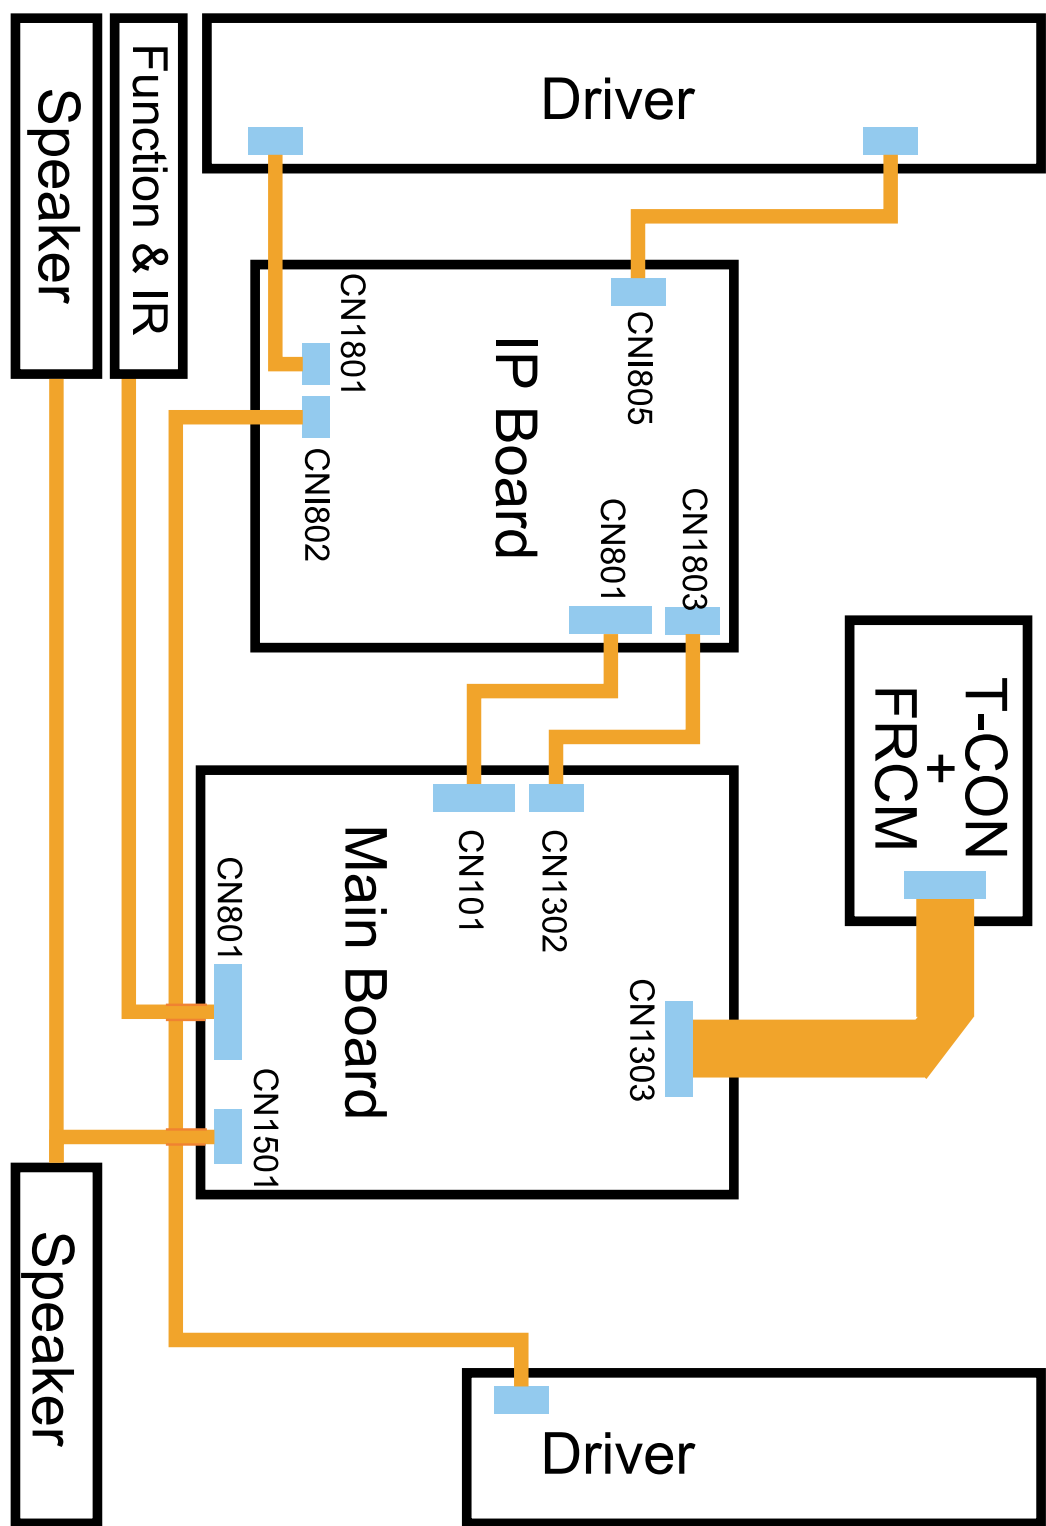 Driver
Speaker
Function & IR
CN1801
CNI802
IP Board
CNI805
CN801
CN1803
T-CON
+
FRCM
Main Board
CN101
CN1302
CN801
CN1303
CN1501
Speaker
Driver